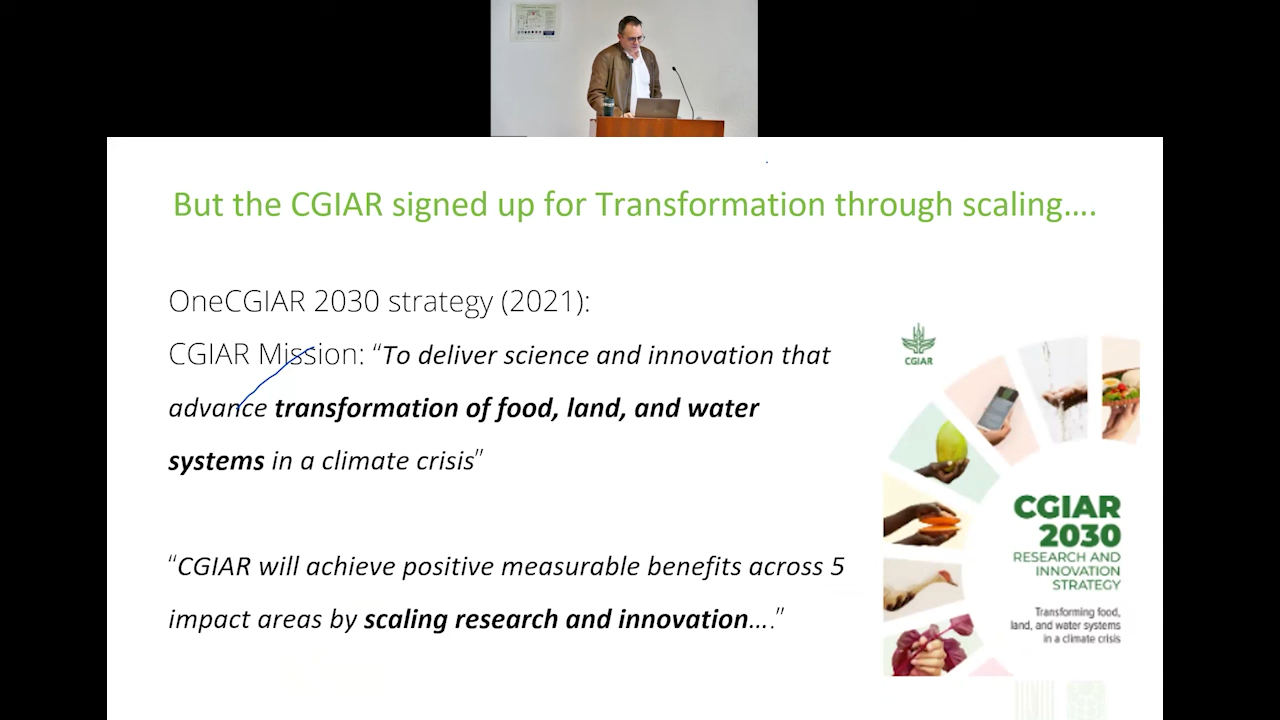 But the CGIAR signed up for Transformation through scaling….
OneCGIAR 2030 strategy (2021):
CGIAR Mission: “To deliver science and innovation that
advance transformation of food, land, and water
systems in a climate crisis”
“CGIAR will achieve positive measurable benefits across 5
impact areas by scaling research and innovation….”
CGIAR
CGIAR
2030
RESEARCH AND
INNOVATION
STRATEGY
Transforming food,
land, and water systems
in a climate crisis